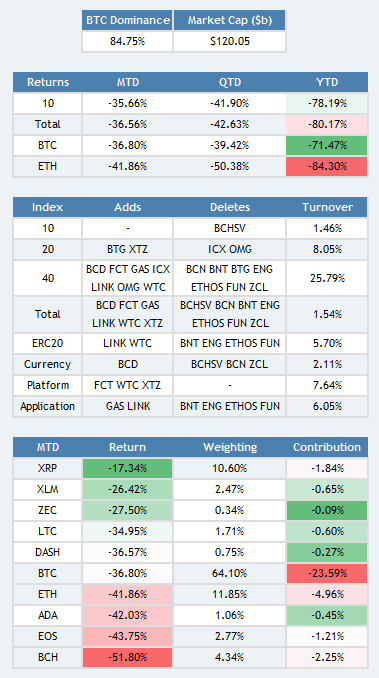 BTC Dominance Market Cap ($b)
84.75% $120.05
Returns MTD QTD YTD
10 -35.66% -41.90% -78.19%
Total -36.56% -42.63% -80.17%
BTC -36.80% -39.42% -71.47%
ETH -41.86% -50.38% -84.30%
Index Adds Deletes Turnover
10 - BCHSV 1.46%
20 BTG XTZ ICX OMG 8.05%
40 BCD FCT GAS ICX BCN BNT BTG ENG 25.79%
LINK OMG WTC ETHOS FUN ZCL
Total BCD FCT GAS BCHSV BCN BNT ENG 1.54%
LINK WTC XTZ ETHOS FUN ZCL
ERC20 LINK WTC BNT ENG ETHOS FUN 5.70%
Currency BCD BCHSV BCN ZCL 2.11%
Platform FCT WTC XTZ - 7.64%
Application GAS LINK BNT ENG ETHOS FUN 6.05%
MTD Return Weighting Contribution
XRP -17.34% 10.60% -1.84%
XLM -26.42% 2.47% -0.65%
ZEC -27.50% 0.34% -0.09%
LTC -34.95% 1.71% -0.60%
DASH -36.57% 0.75% -0.27%
BTC -36.80% 64.10% -23.59%
ETH -41.86% 11.85% -4.96%
ADA -42.03% 1.06% -0.45%
EOS -43.75% 2.77% -1.21%
BCH -51.80% 4.34% -2.25%